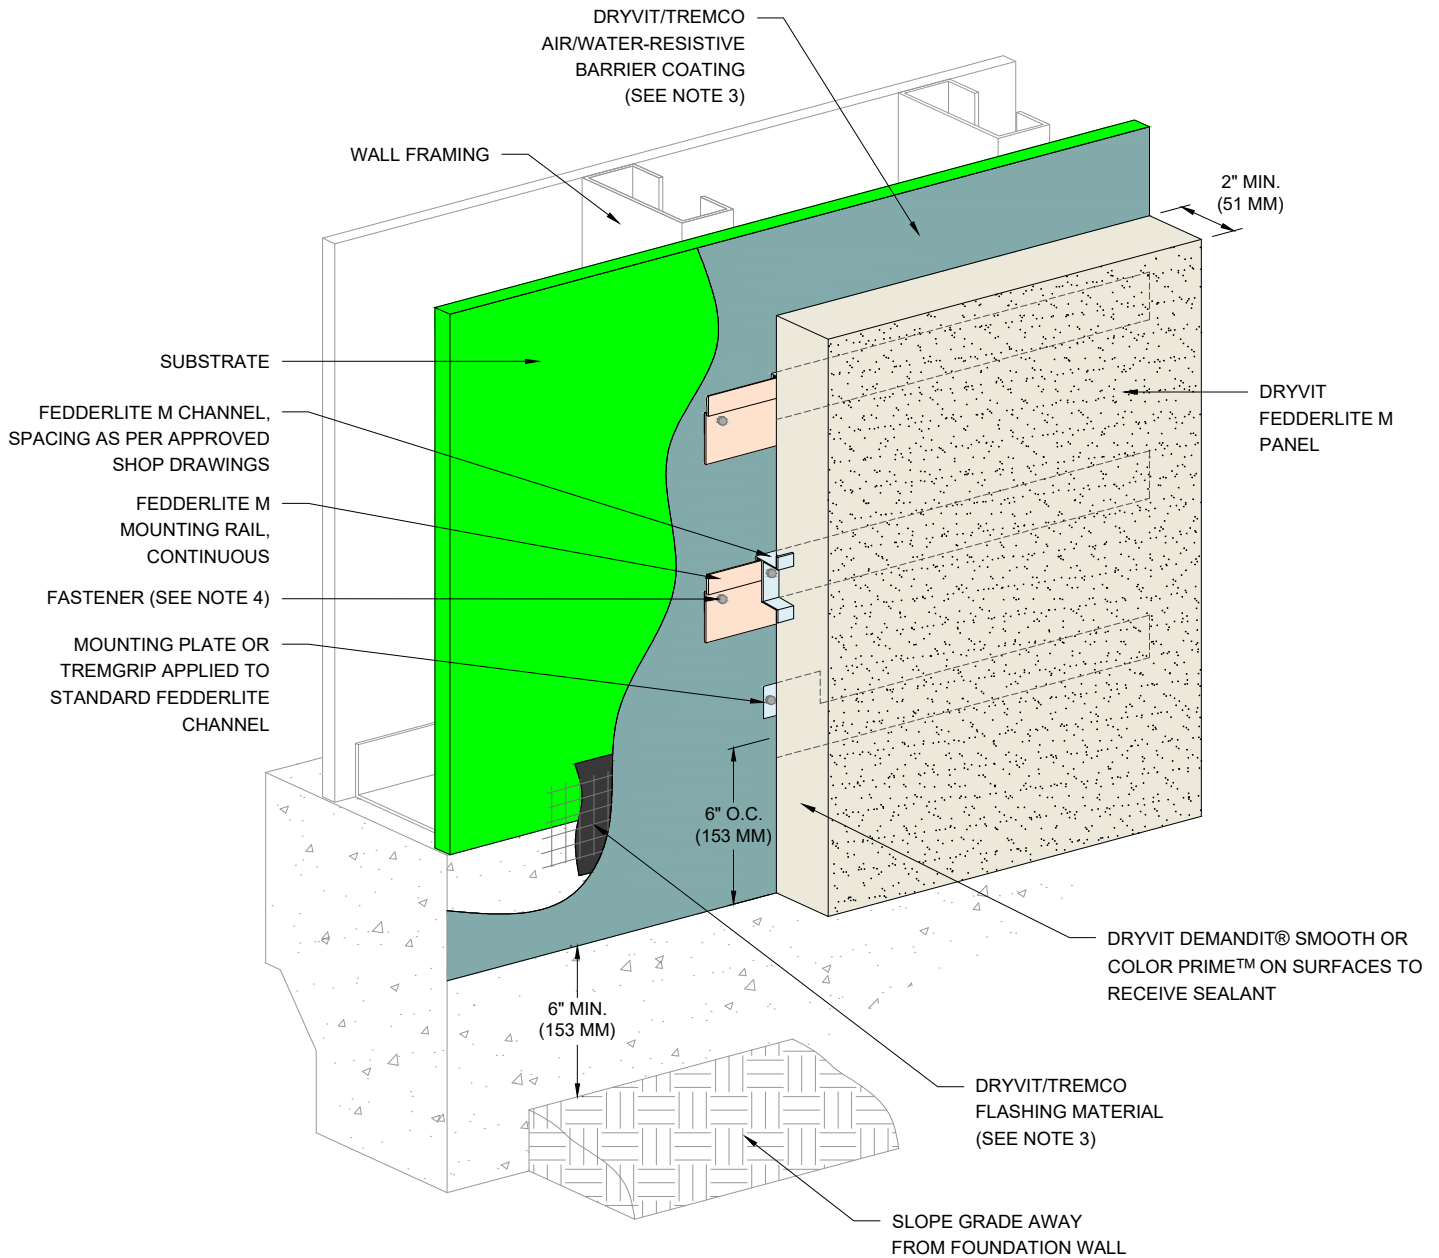 DRYVIT/TREMCO
AIR/WATER-RESISTIVE
BARRIER COATING
(SEE NOTE 3)
WALL FRAMING
2" MIN.
(51 MM)
SUBSTRATE
FEDDERLITE M CHANNEL,
SPACING AS PER APPROVED
SHOP DRAWINGS
FEDDERLITE M
MOUNTING RAIL,
CONTINUOUS
FASTENER (SEE NOTE 4)
MOUNTING PLATE OR
TREMGRIP APPLIED TO
STANDARD FEDDERLITE
CHANNEL
DRYVIT
FEDDERLITE M
PANEL
6" O.C.
(153 MM)
6" MIN.
(153 MM)
DRYVIT DEMANDIT® SMOOTH OR
COLOR PRIME™ ON SURFACES TO
RECEIVE SEALANT
DRYVIT/TREMCO
FLASHING MATERIAL
(SEE NOTE 3)
SLOPE GRADE AWAY
FROM FOUNDATION WALL